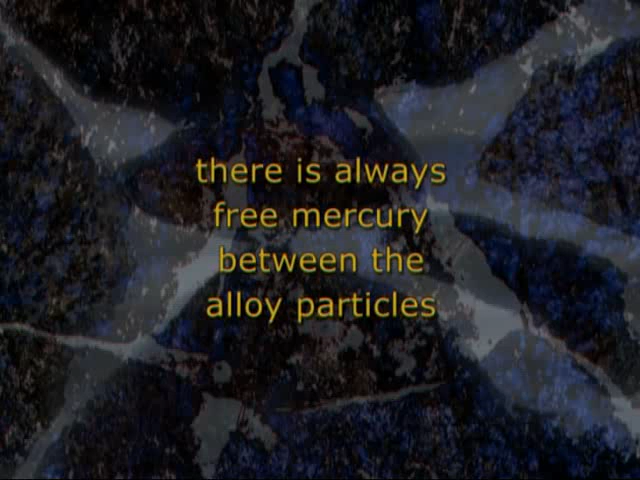 there is always
free mercury
between the
alloy particles